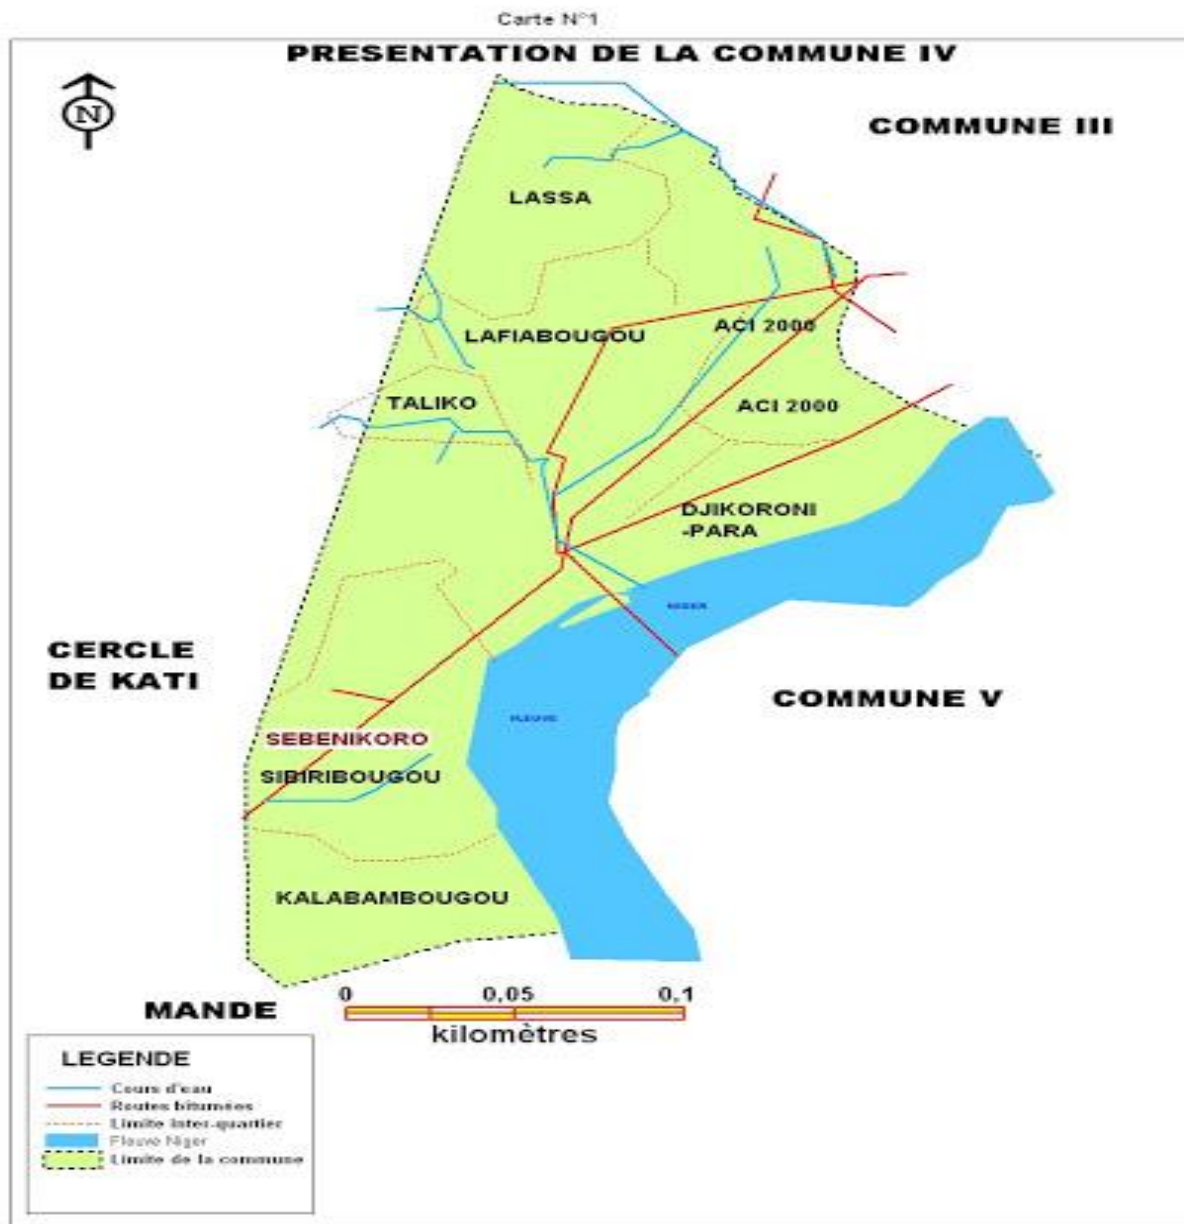 Carte N°1
PRESENTATION DE LA COMMUNE IV
N
COMMUNE III
LASSA
LAFIABOUGOU
ACI 2000
TALIKO
ACI 2000
DJIKORONI
-PARA
NIGER
CERCLE
DE KATI
COMMUNE V
FLEUVE
SEBENIKORO
SIBIRIBOUGOU
KALABAMBOUGOU
MANDE
0 0,05 0,1
kilomètres
LEGENDE
Cours d'eau
Routes bitumées
Limite inter-quartier
Fleuve Niger
Limite de la commune